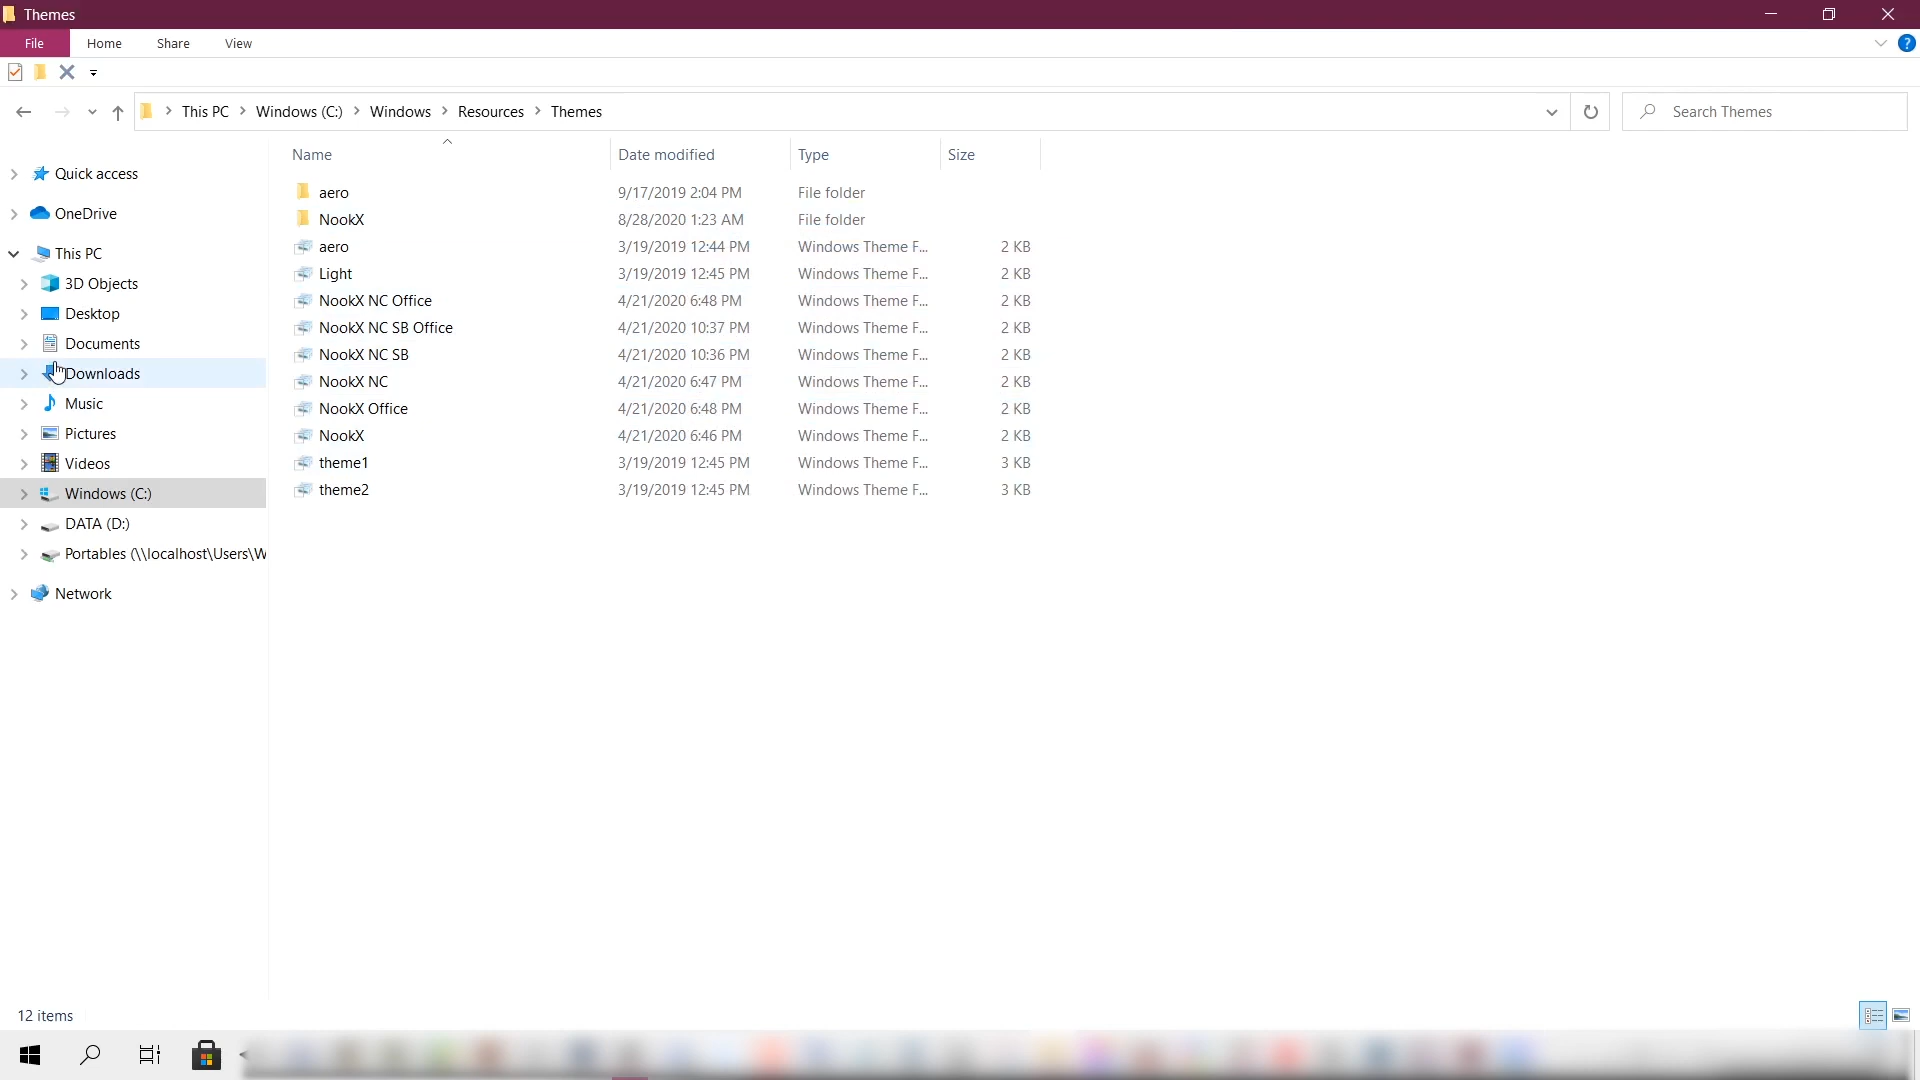 Themes
File Home Share View
This PC Windows (C:) Windows Resources Themes
Search Themes
Name Date modified Type Size
Quick access
OneDrive
This PC
3D Objects
Desktop
Documents
Downloads
Music
Pictures
Videos
Windows (C:)
DATA (D:)
Portables (\\localhost\Users\W
Network
aero 9/17/2019 2:04 PM File folder
NookX 8/28/2020 1:23 AM File folder
aero 3/19/2019 12:44 PM Windows Theme F... 2 KB
Light 3/19/2019 12:45 PM Windows Theme F... 2 KB
NookX NC Office 4/21/2020 6:48 PM Windows Theme F... 2 KB
NookX NC SB Office 4/21/2020 10:37 PM Windows Theme F... 2 KB
NookX NC SB 4/21/2020 10:36 PM Windows Theme F... 2 KB
NookX NC 4/21/2020 6:47 PM Windows Theme F... 2 KB
NookX Office 4/21/2020 6:48 PM Windows Theme F... 2 KB
NookX 4/21/2020 6:46 PM Windows Theme F... 2 KB
theme1 3/19/2019 12:45 PM Windows Theme F... 3 KB
theme2 3/19/2019 12:45 PM Windows Theme F... 3 KB
12 items